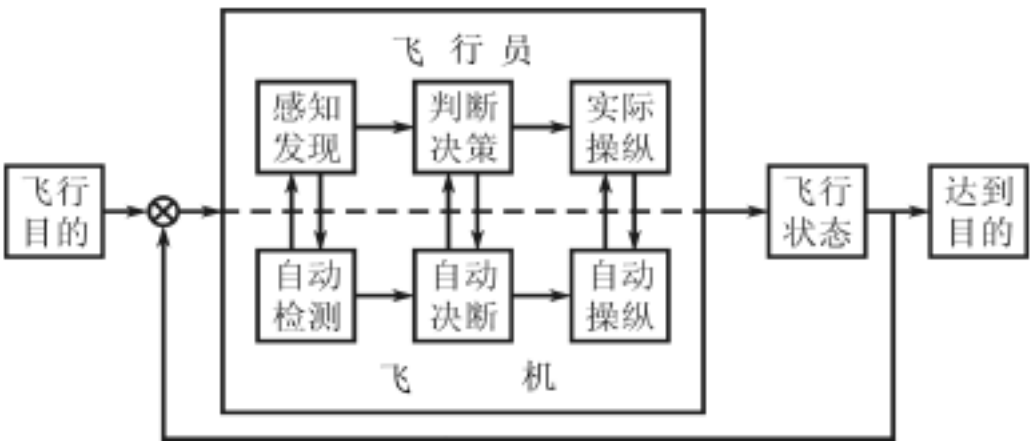 飞行员
感知
发现
判断
决策
实际
操纵
飞行
目的
飞行
状态
达到
目的
自动
检测
自动
决断
自动
操纵
飞机